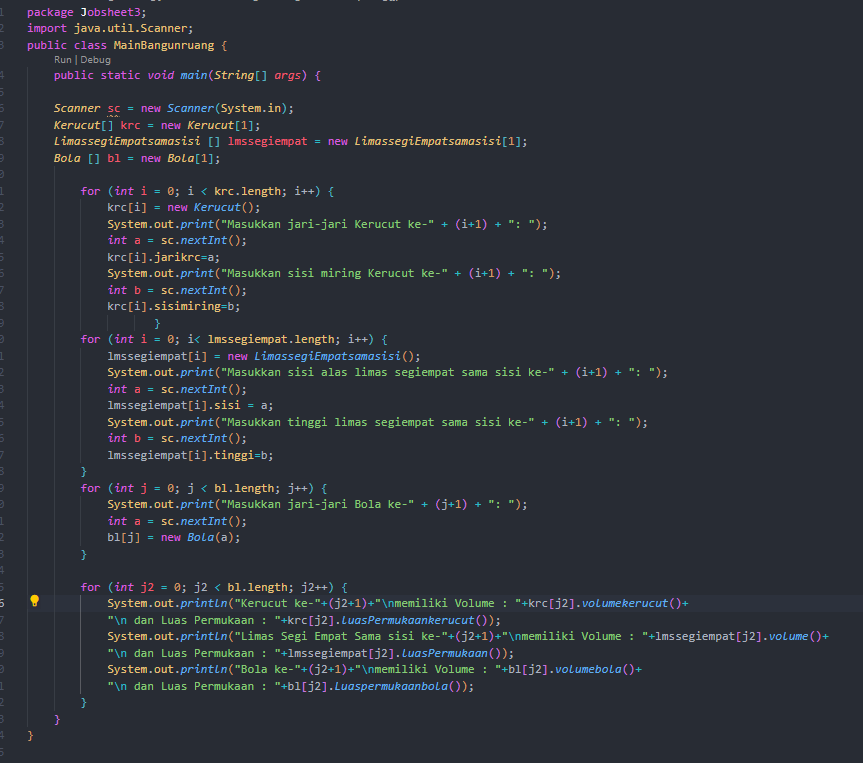 package Jobsheet3;
import java.util.Scanner;
public class MainBangunruang {
Run | Debug
public static void main(String[] args) {
Scanner sc = new Scanner(System.in);
Kerucut[] krc = new Kerucut[1];
LimassegiEmpatsamasisi [] lmssegiempat = new LimassegiEmpatsamasisi[1];
Bola [] bl = new Bola[1];
for (int i = 0; i < krc.length; i++) {
krc[i] = new Kerucut();
System.out.print("Masukkan jari-jari Kerucut ke-" + (i+1) + ": ");
int a = sc.nextInt();
krc[i].jarikrc=a;
System.out.print("Masukkan sisi miring Kerucut ke-" + (i+1) + ": ");
int b = sc.nextInt();
krc[i].sisimiring=b;
}
for (int i = 0; i< lmssegiempat.length; i++) {
lmssegiempat[i] = new LimassegiEmpatsamasisi();
System.out.print("Masukkan sisi alas limas segiempat sama sisi ke-" + (i+1) + ": ");
int a = sc.nextInt();
lmssegiempat[i].sisi = a;
System.out.print("Masukkan tinggi limas segiempat sama sisi ke-" + (i+1) + ": ");
int b = sc.nextInt();
lmssegiempat[i].tinggi=b;
}
for (int j = 0; j < bl.length; j++) {
System.out.print("Masukkan jari-jari Bola ke-" + (j+1) + ": ");
int a = sc.nextInt();
bl[j] = new Bola(a);
}
for (int j2 = 0; j2 < bl.length; j2++) {
System.out.println("Kerucut ke-"+(j2+1)+"\nmemiliki Volume : "+krc[j2].volumekerucut()+
"\n dan Luas Permukaan : "+krc[j2].luasPermukaankerucut());
System.out.println("Limas Segi Empat Sama sisi ke-"+(j2+1)+"\nmemiliki Volume : "+lmssegiempat[j2].volume()+
"\n dan Luas Permukaan : "+lmssegiempat[j2].luasPermukaan());
System.out.println("Bola ke-"+(j2+1)+"\nmemiliki Volume : "+bl[j2].volumebola()+
"\n dan Luas Permukaan : "+bl[j2].Luaspermukaanbola());
}
}
}